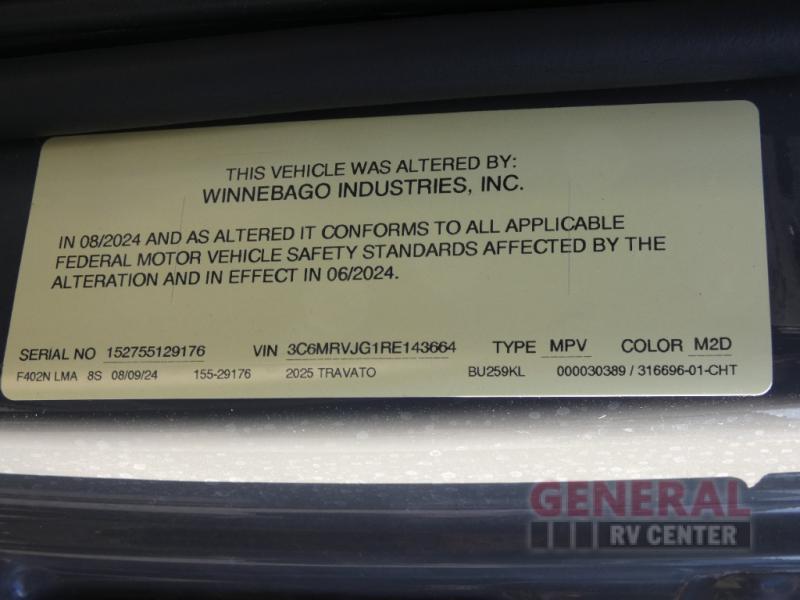 THIS VEHICLE WAS ALTERED BY:
WINNEBAGO INDUSTRIES, INC.
IN 08/2024 AND AS ALTERED IT CONFORMS TO ALL APPLICABLE
FEDERAL MOTOR VEHICLE SAFETY STANDARDS AFFECTED BY THE
ALTERATION AND IN EFFECT IN 06/2024.
SERIAL NO 152755129176 VIN 3C6MRVJG1RE143664 TYPE MPV COLOR M2D
F402N LMA 8S 08/09/24 155-29176 2025 TRAVATO BU259KL 000030389 / 316696-01-CHT
GENERAL
RV CENTER